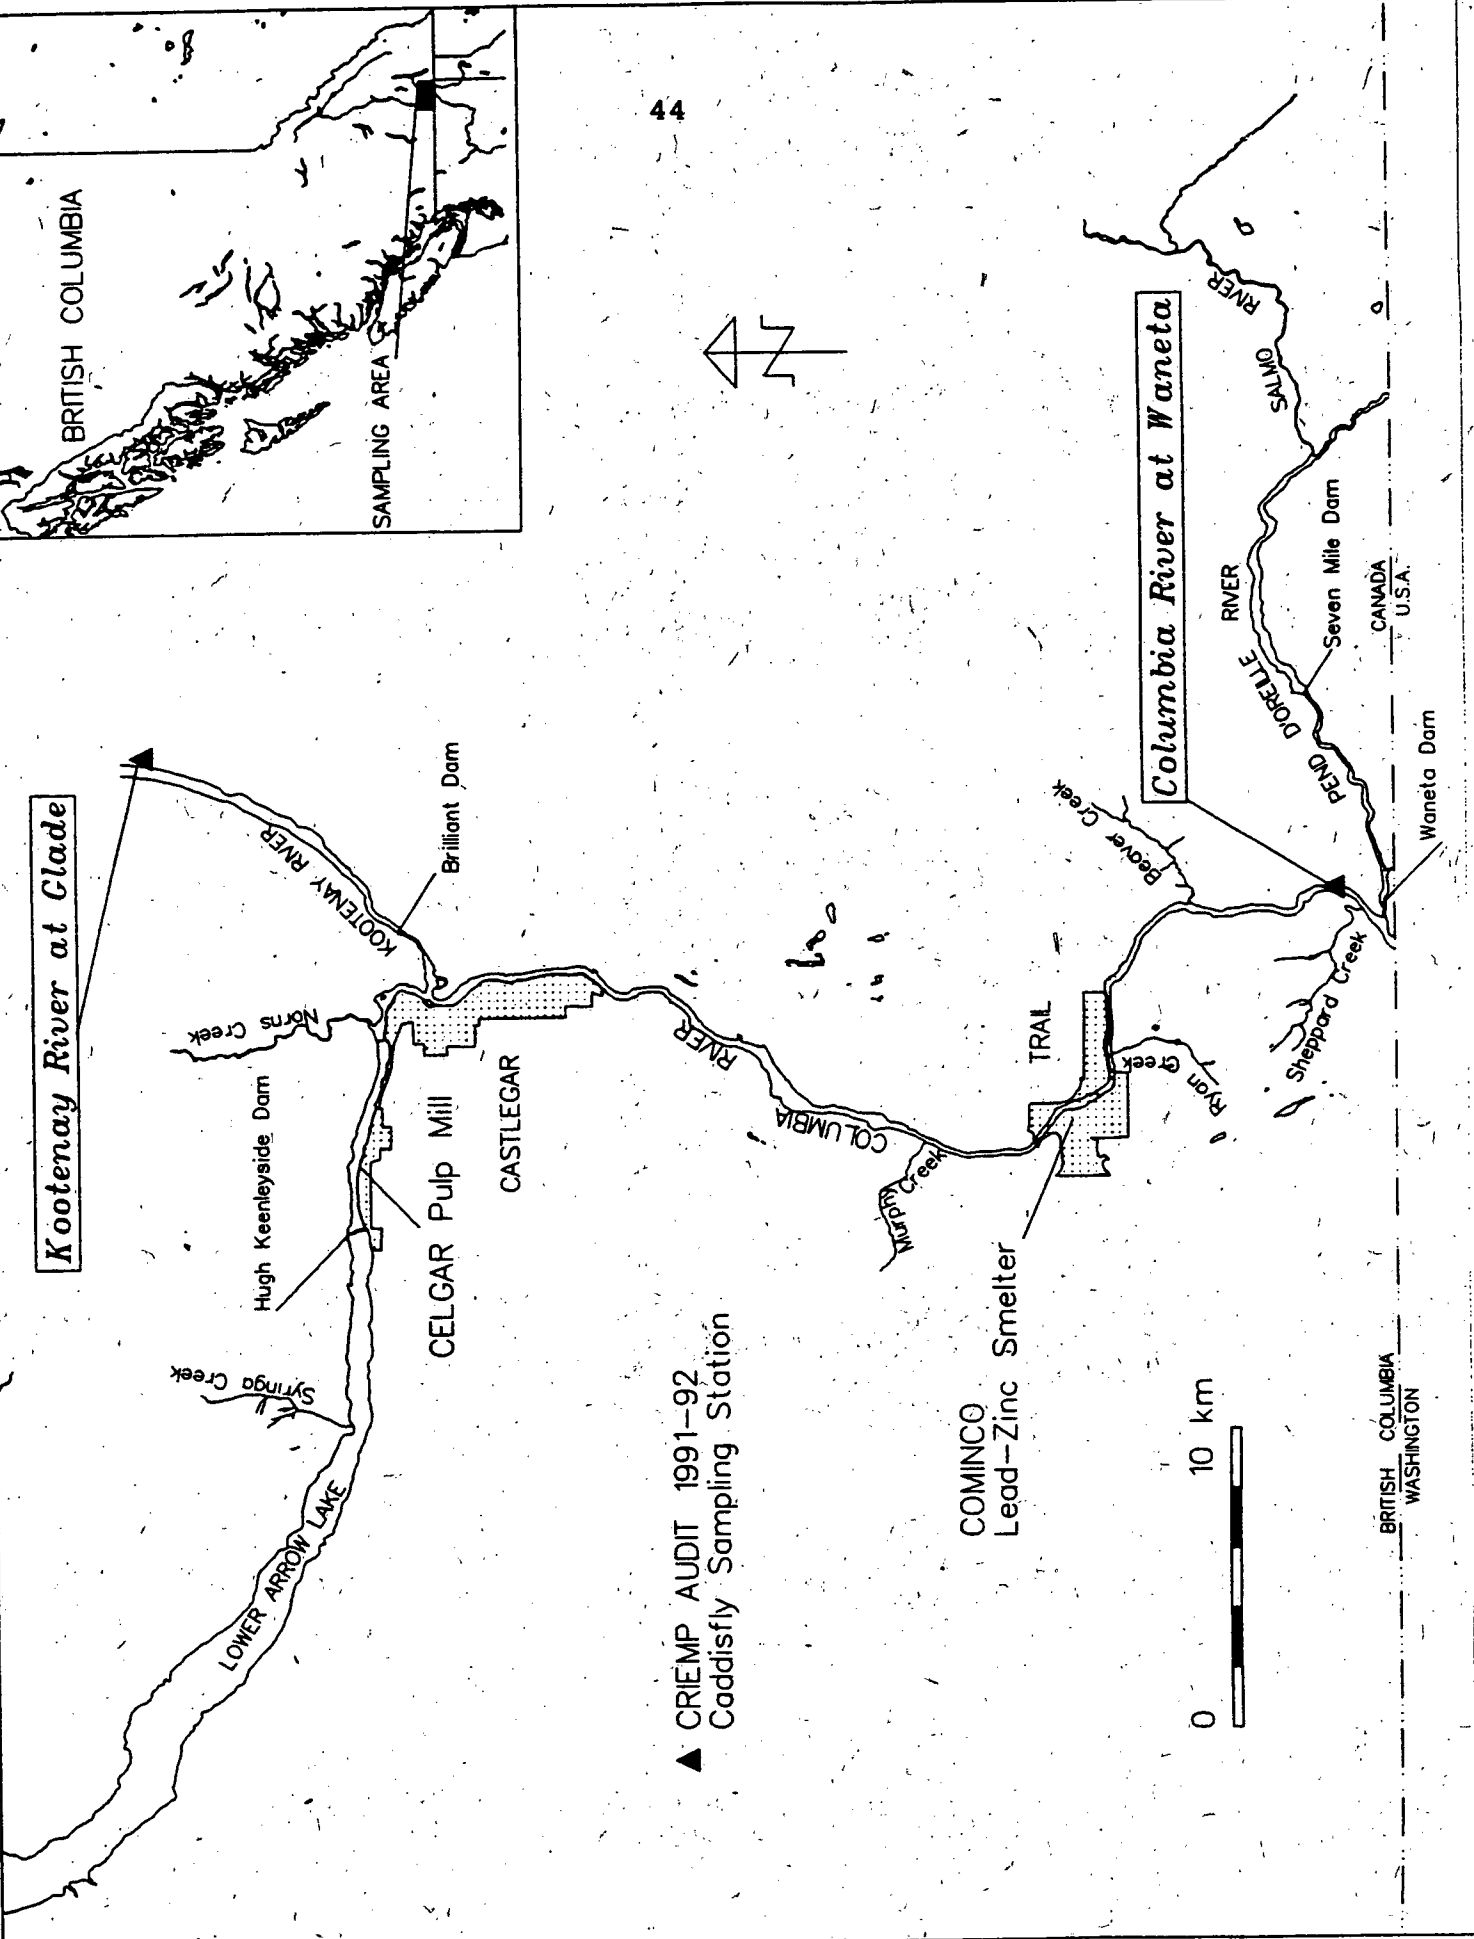 44
BRITISH COLUMBIA
SAMPLING AREA
Kootenay River at Glade
KOOTENAY RIVER
Brilliant Dam
Norns Creek
Hugh Keenleyside Dam
CELGAR Pulp Mill
CASTLEGAR
Syringa Creek
LOWER ARROW LAKE
COLUMBIA RIVER
Murphy Creek
TRAIL
Ryan Creek
Beaver Creek
Sheppard Creek
Columbia River at Waneta
SALMO RIVER
PEND D'OREILLE RIVER
Seven Mile Dam
Waneta Dam
CANADA
U.S.A.
▲ CRIEMP AUDIT 1991-92
Caddisfly Sampling Station
COMINCO
Lead-Zinc Smelter
0 10 km
BRITISH COLUMBIA
WASHINGTON